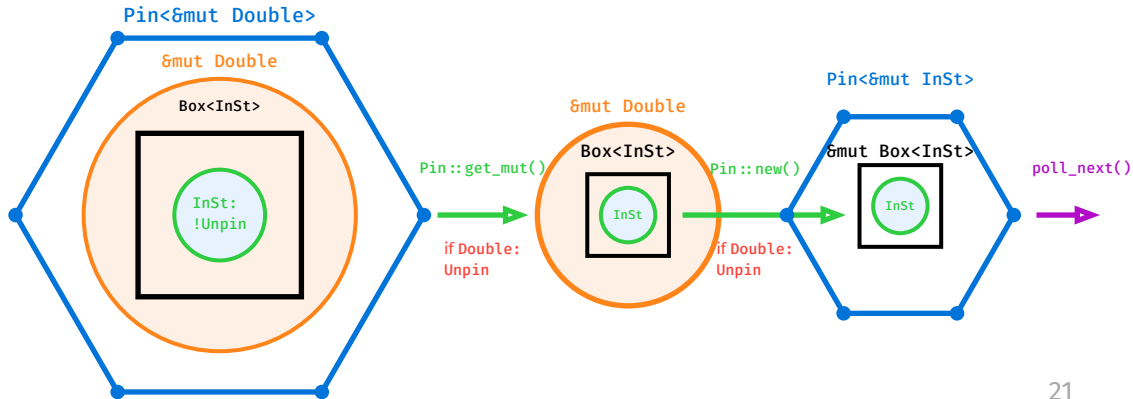 Pin<&mut Double>
&mut Double
Box<InSt>
InSt:
!Unpin
Pin::get_mut()
if Double:
Unpin
&mut Double
Box<InSt>
InSt
Pin::new()
if Double:
Unpin
Pin<&mut InSt>
&mut Box<InSt>
InSt
poll_next()
21